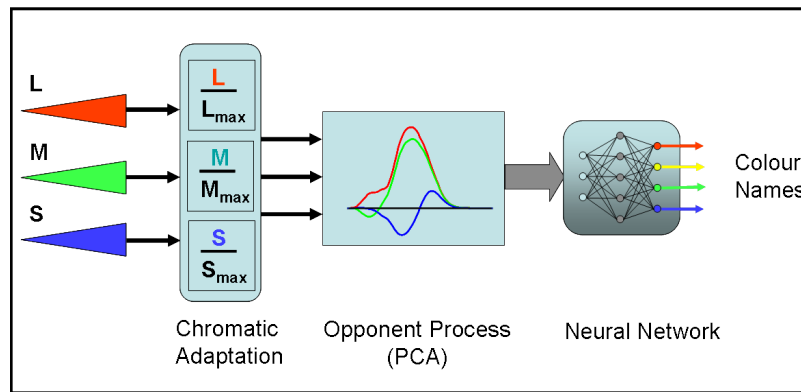 L
M
S
L
Lmax
M
Mmax
S
Smax
Colour
Names
Chromatic
Adaptation
Opponent Process
(PCA)
Neural Network